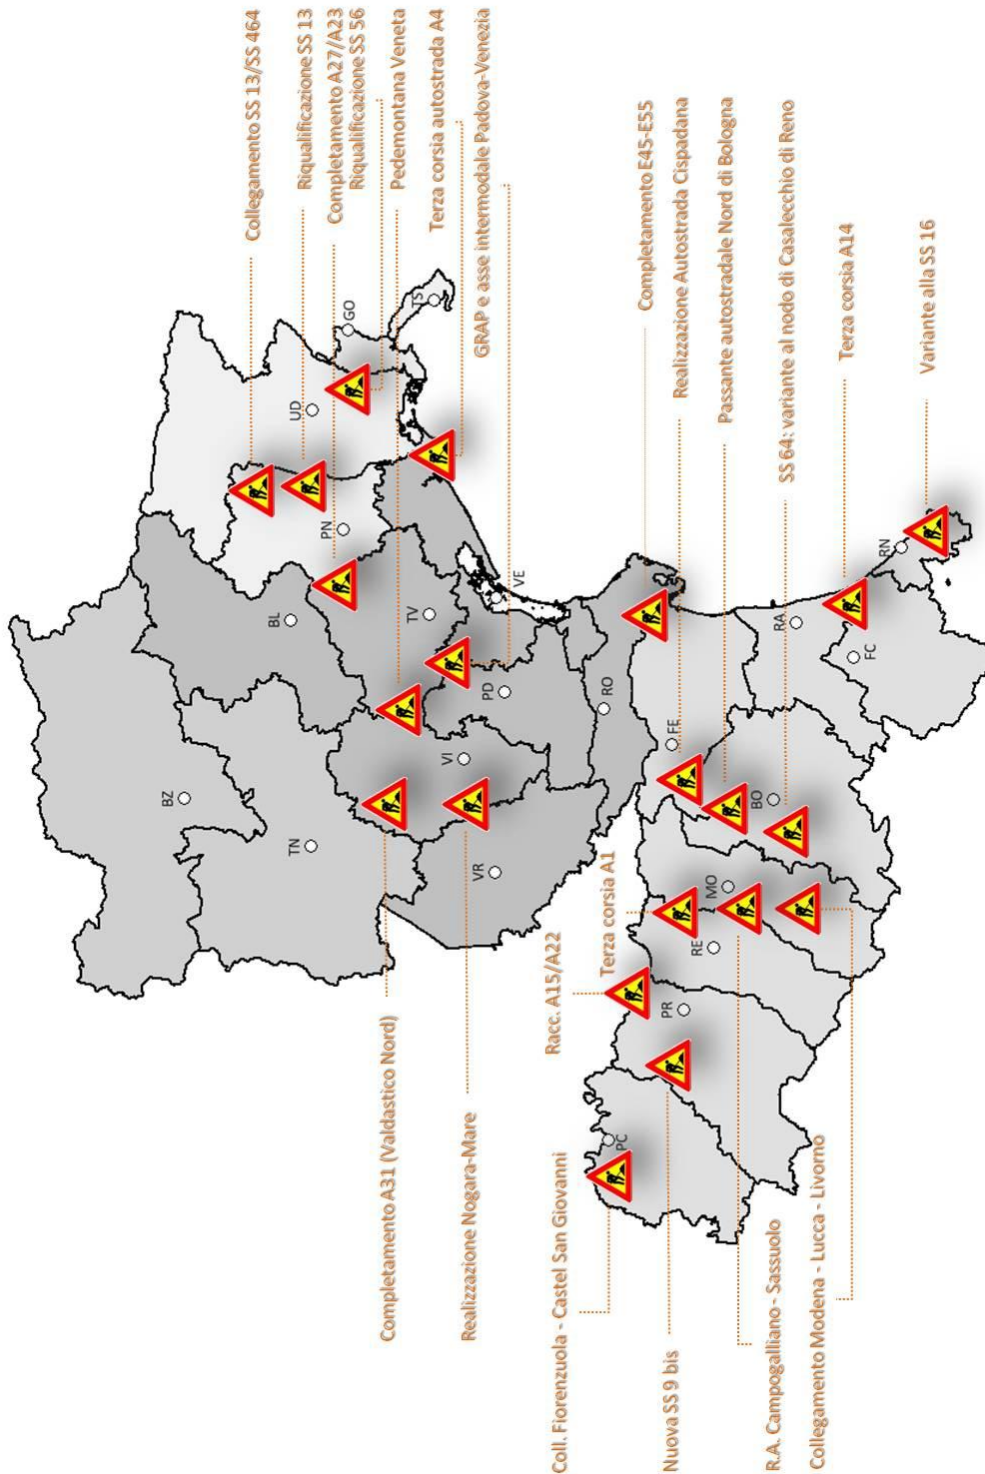 Collegamento SS 13/SS 464
Riqualificazione SS 13
Completamento A27/A23
Riqualificazione SS 56
Pedemontana Veneta
Terza corsia autostrada A4
GRAP e asse intermodale Padova-Venezia
Completamento E45-E55
Realizzazione Autostrada Cispadana
Passante autostradale Nord di Bologna
SS 64: variante al nodo di Casalecchio di Reno
Terza corsia A14
Variante alla SS 16
BZ
TN
BL
UD
GO
TS
PN
TV
VE
VI
PD
VR
RO
FE
RA
RN
FC
BO
MO
RE
PR
PC
Racc. A15/A22
Terza corsia A1
Completamento A31 (Valdastico Nord)
Realizzazione Nogara-Mare
Coll. Fiorenzuola - Castel San Giovanni
Nuova SS 9 bis
R.A. Campogalliano - Sassuolo
Collegamento Modena - Lucca - Livorno